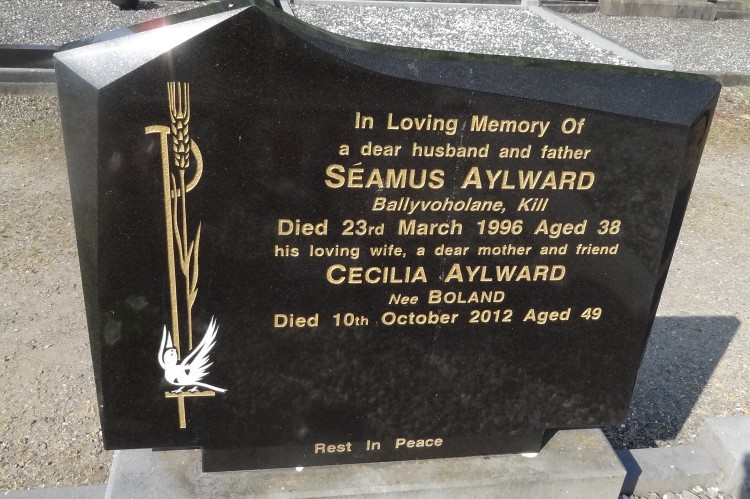 In Loving Memory Of
a dear husband and father
SÉAMUS AYLWARD
Ballyvoholane, Kill
Died 23rd March 1996 Aged 38
his loving wife, a dear mother and friend
CECILIA AYLWARD
Nee BOLAND
Died 10th October 2012 Aged 49
Rest In Peace